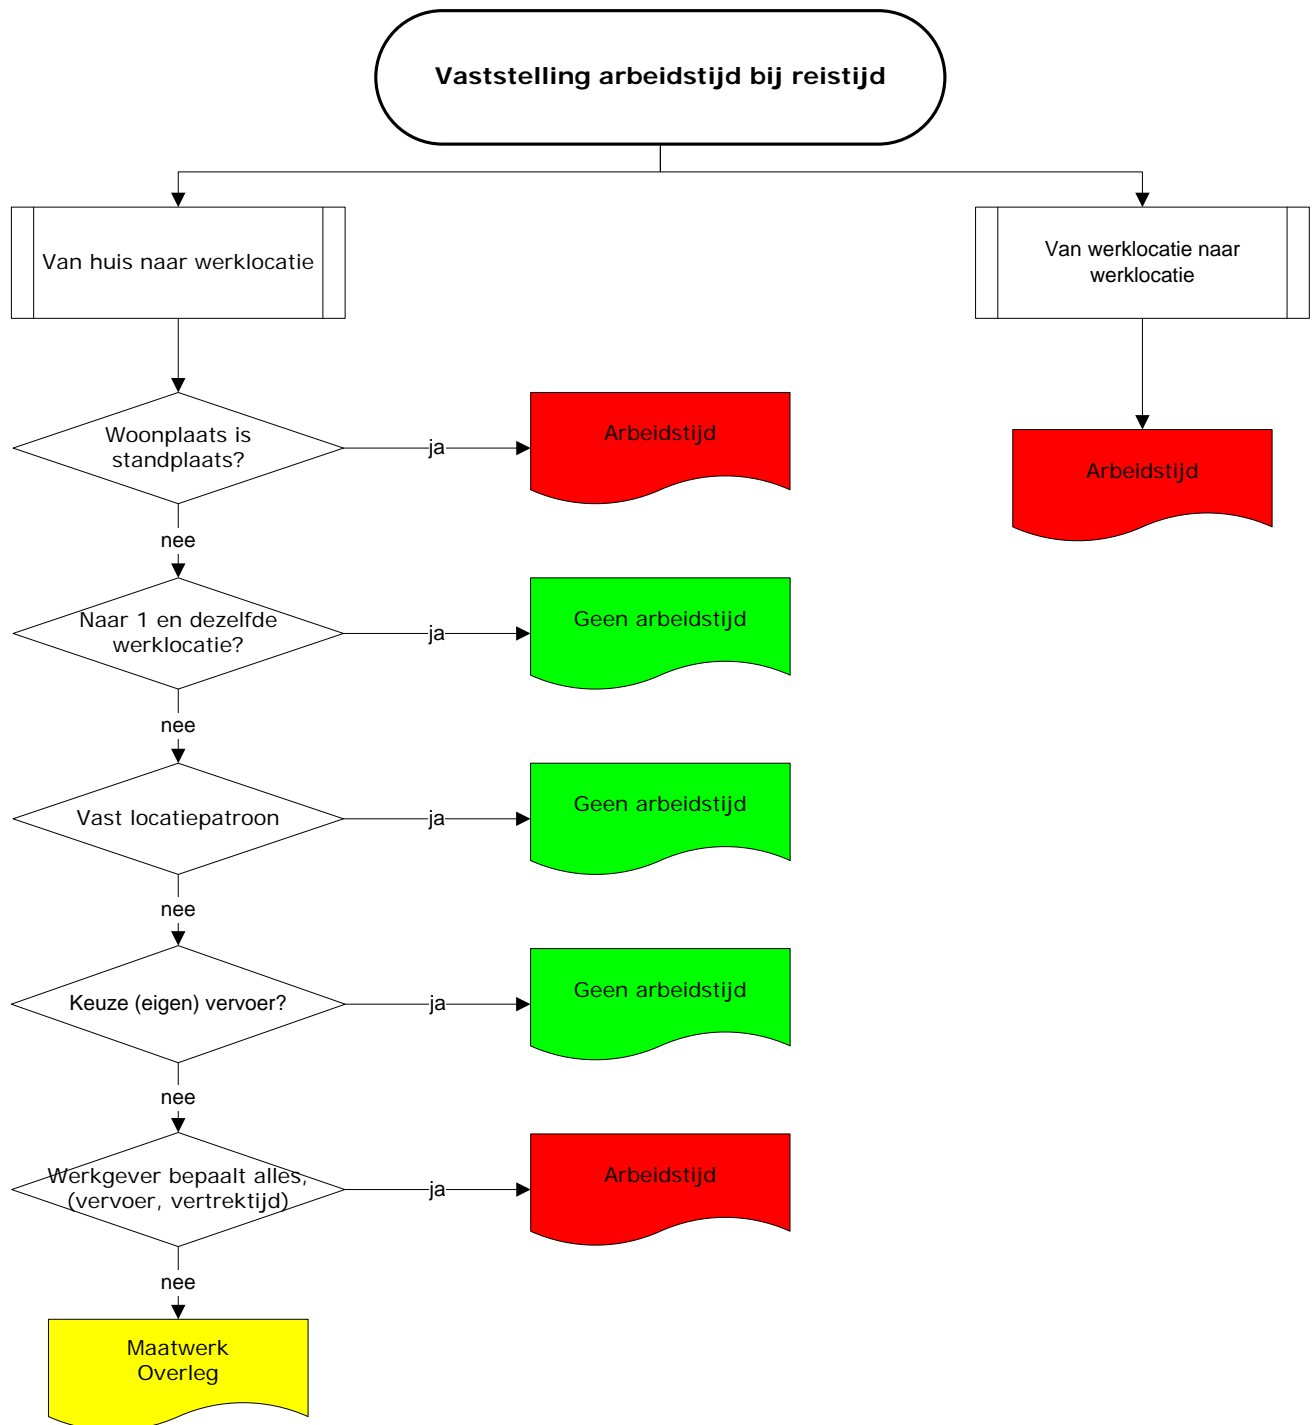 Vaststelling arbeidstijd bij reistijd
Van huis naar werklocatie
Van werklocatie naar
werklocatie
Woonplaats is
standplaats?
ja
Arbeidstijd
Arbeidstijd
nee
Naar 1 en dezelfde
werklocatie?
ja
Geen arbeidstijd
nee
Vast locatiepatroon
ja
Geen arbeidstijd
nee
Keuze (eigen) vervoer?
ja
Geen arbeidstijd
nee
Werkgever bepaalt alles,
(vervoer, vertrektijd)
ja
Arbeidstijd
nee
Maatwerk
Overleg